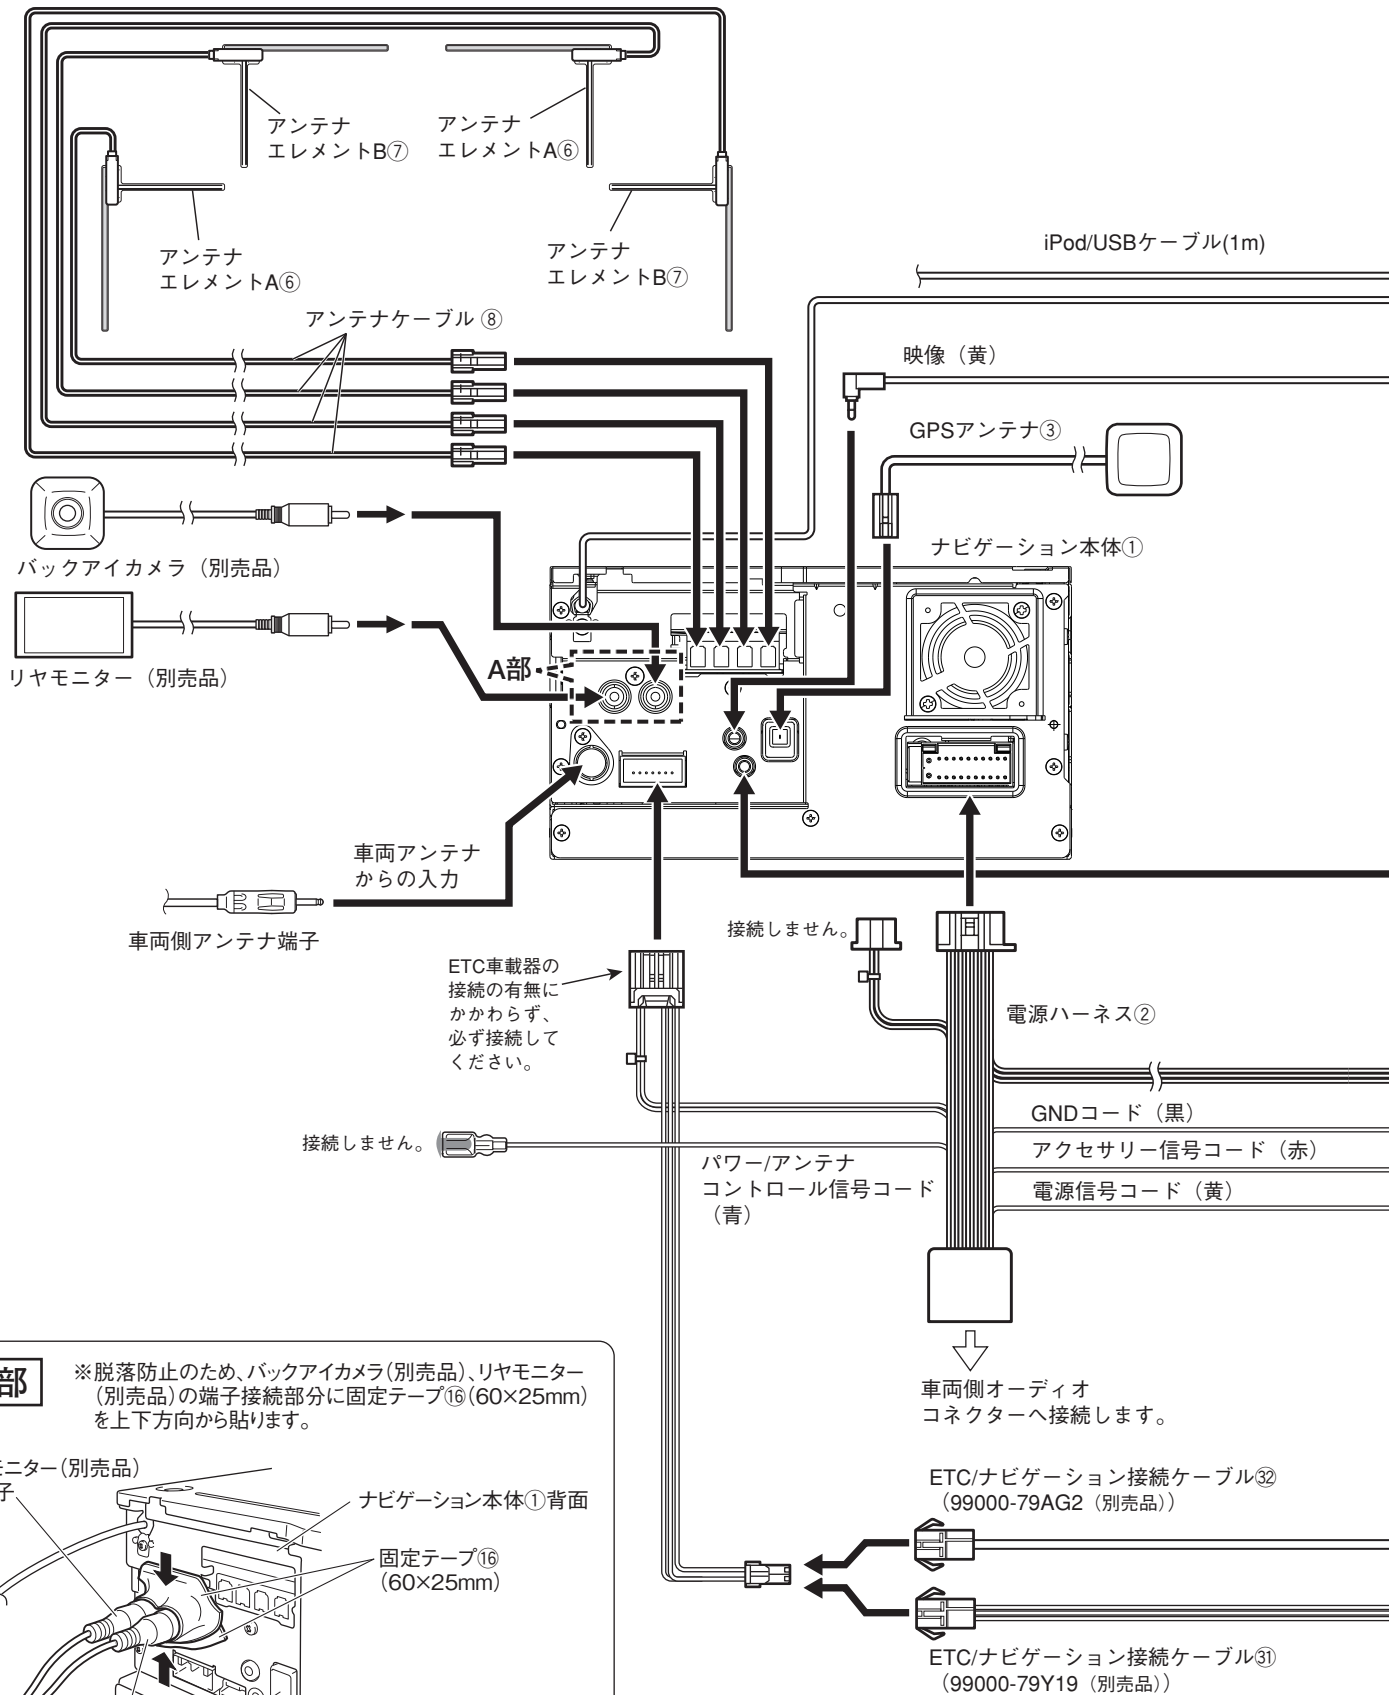 アンテナ
エレメントB⑦
アンテナ
エレメントA⑥
アンテナ
エレメントA⑥
アンテナ
エレメントB⑦
iPod/USBケーブル(1m)
アンテナケーブル ⑧
映像（黄）
GPSアンテナ③
ナビゲーション本体①
バックアイカメラ（別売品）
リヤモニター（別売品）
A部
車両アンテナ
からの入力
車両側アンテナ端子
接続しません。
ETC車載器の
接続の有無に
かかわらず、
必ず接続して
ください。
電源ハーネス②
GNDコード（黒）
接続しません。
アクセサリー信号コード（赤）
パワー/アンテナ
コントロール信号コード
（青）
電源信号コード（黄）
車両側オーディオ
コネクターへ接続します。
部
※脱落防止のため、バックアイカメラ（別売品）、リヤモニター
（別売品）の端子接続部分に固定テープ⑯（60×25mm）
を上下方向から貼ります。
ニター（別売品）
子
ナビゲーション本体①背面
固定テープ⑯
（60×25mm）
ETC/ナビゲーション接続ケーブル㉜
（99000-79AG2（別売品））
ETC/ナビゲーション接続ケーブル㉛
（99000-79Y19（別売品））